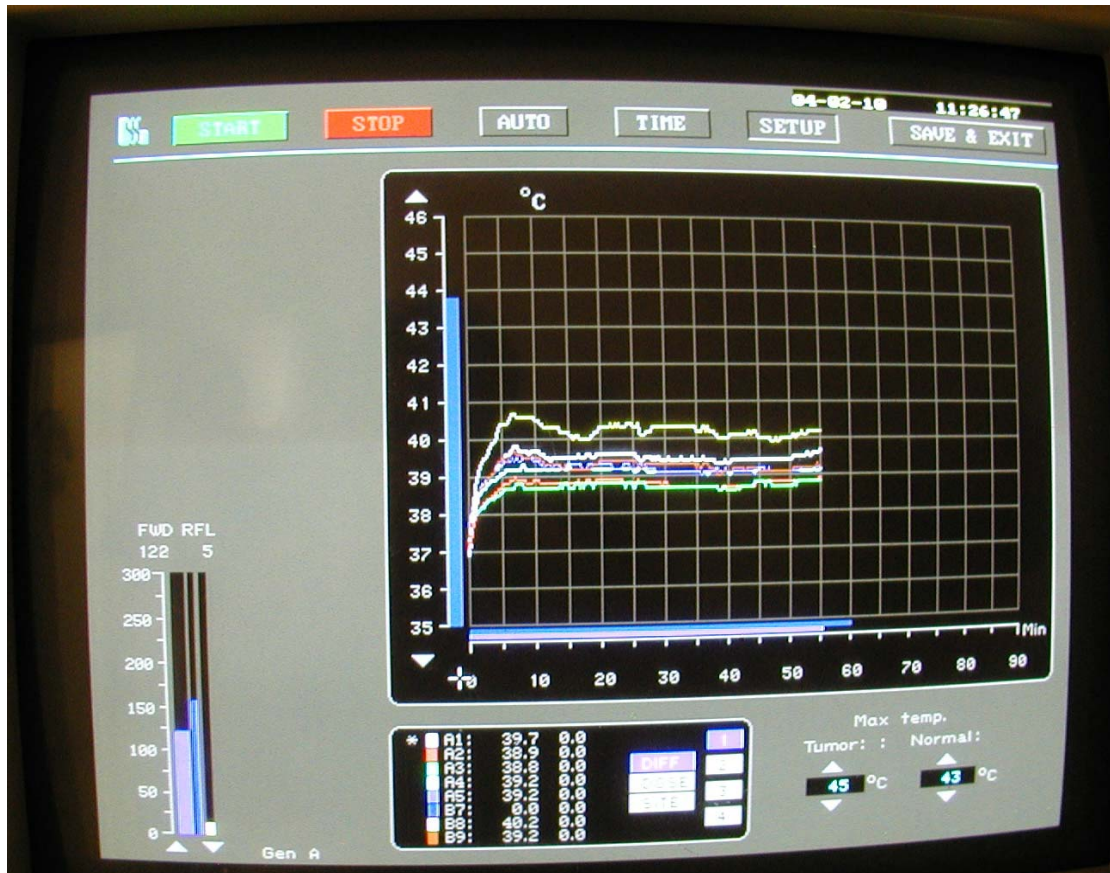 04-02-10 11:26:47
START STOP AUTO TIME SETUP SAVE & EXIT
°C
46
45
44
43
42
41
40
39
38
37
36
35
Min
0 10 20 30 40 50 60 70 80 90
FWD RFL
122 5
300
250
200
150
100
50
0
Gen A
* A1: 39.7 0.0
A2: 38.9 0.0
A3: 38.8 0.0
A4: 39.2 0.0
A5: 39.2 0.0
B7: 0.0 0.0
B8: 40.2 0.0
B9: 39.2 0.0
DIFF
DOSE
SITE
1
2
3
4
Max temp.
Tumor: : Normal:
45 °C 43 °C